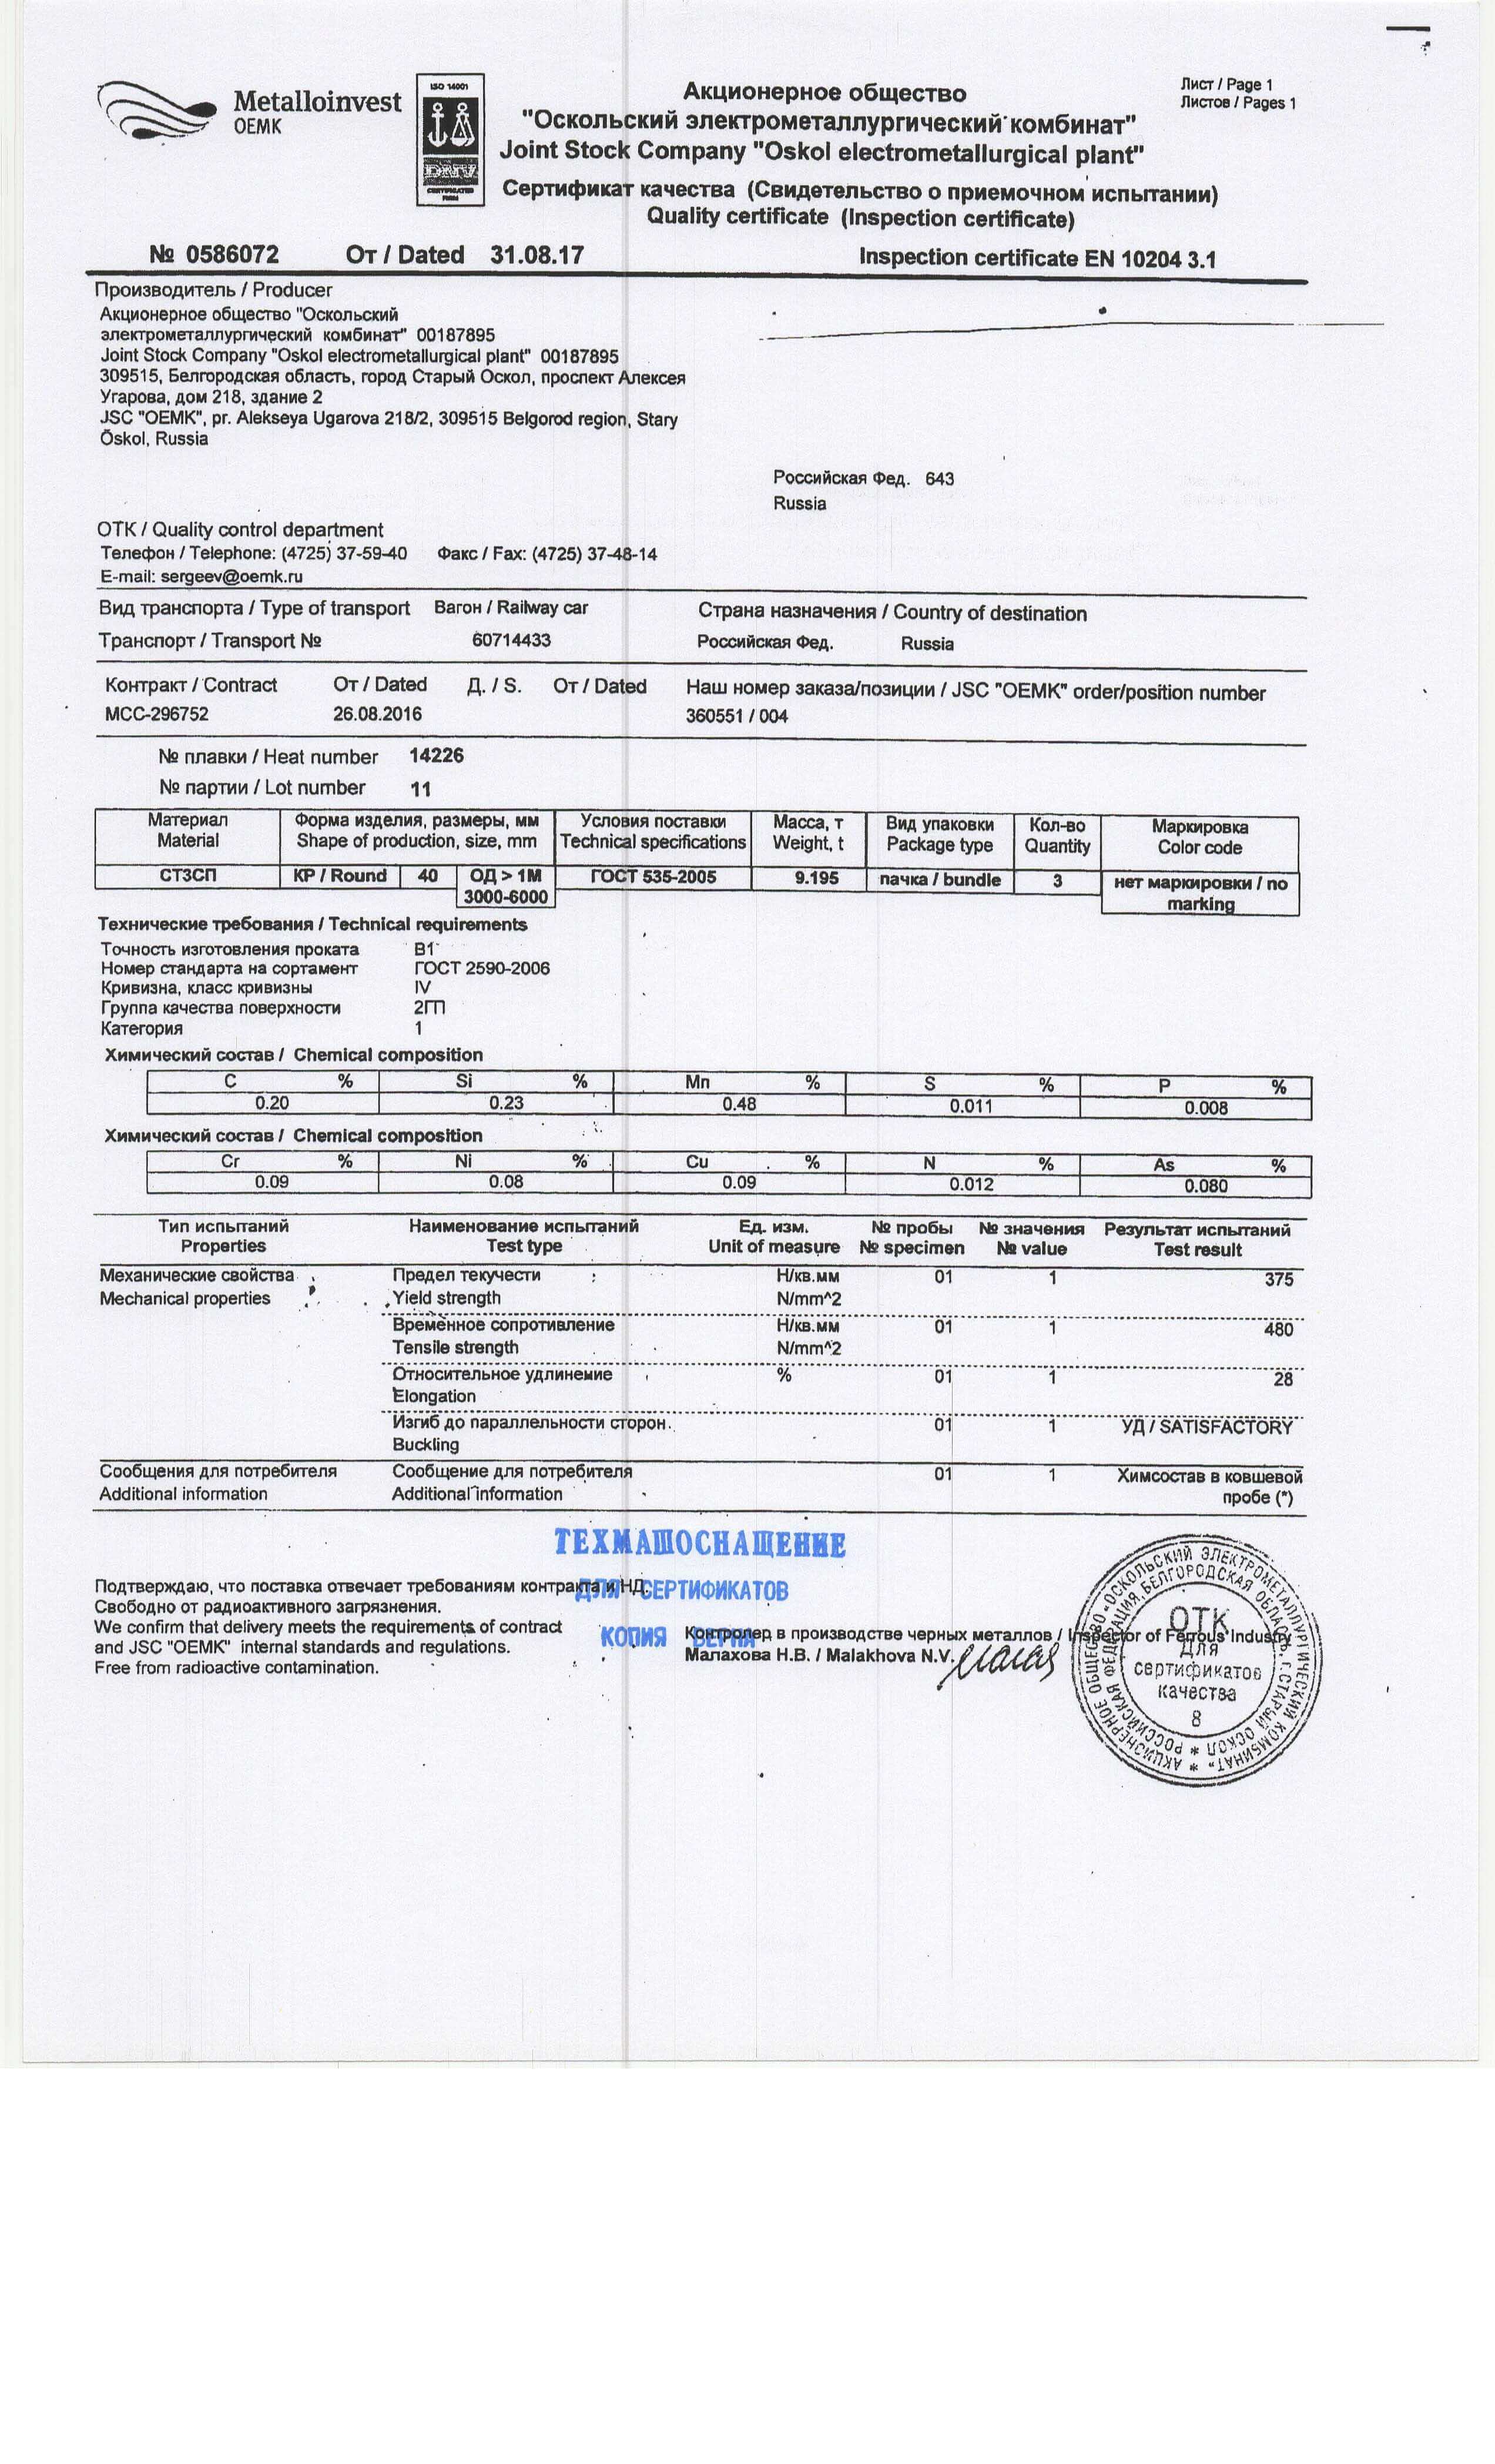 Metalloinvest
OEMK
ISO 14001
DNV
Акционерное общество
"Оскольский электрометаллургический комбинат"
Joint Stock Company "Oskol electrometallurgical plant"
Сертификат качества (Свидетельство о приемочном испытании)
Quality certificate (Inspection certificate)
Лист / Page 1
Листов / Pages 1
№ 0586072 От / Dated 31.08.17 Inspection certificate EN 10204 3.1
Производитель / Producer
Акционерное общество "Оскольский
электрометаллургический комбинат" 00187895
Joint Stock Company "Oskol electrometallurgical plant" 00187895
309515, Белгородская область, город Старый Оскол, проспект Алексея
Угарова, дом 218, здание 2
JSC "OEMK", pr. Alekseya Ugarova 218/2, 309515 Belgorod region, Stary
Oskol, Russia
Российская Фед. 643
Russia
ОТК / Quality control department
Телефон / Telephone: (4725) 37-59-40 Факс / Fax: (4725) 37-48-14
E-mail: sergeev@oemk.ru
Вид транспорта / Type of transport Вагон / Railway car Страна назначения / Country of destination
Транспорт / Transport № 60714433 Российская Фед. Russia
Контракт / Contract От / Dated Д. / S. От / Dated Наш номер заказа/позиции / JSC "OEMK" order/position number
МСС-296752 26.08.2016 360551 / 004
№ плавки / Heat number 14226
№ партии / Lot number 11
Материал Форма изделия, размеры, мм Условия поставки Масса, т Вид упаковки Кол-во Маркировка
Material Shape of production, size, mm Technical specifications Weight, t Package type Quantity Color code
СТ3СП КР / Round 40 ОД > 1М ГОСТ 535-2005 9.195 пачка / bundle 3 нет маркировки / no
3000-6000 marking
Технические требования / Technical requirements
Точность изготовления проката В1
Номер стандарта на сортамент ГОСТ 2590-2006
Кривизна, класс кривизны IV
Группа качества поверхности 2ГП
Категория 1
Химический состав / Chemical composition
C % Si % Mn % S % P %
0.20 0.23 0.48 0.011 0.008
Химический состав / Chemical composition
Cr % Ni % Cu % N % As %
0.09 0.08 0.09 0.012 0.080
Тип испытаний Наименование испытаний Ед. изм. № пробы № значения Результат испытаний
Properties Test type Unit of measure № specimen № value Test result
Механические свойства Предел текучести Н/кв.мм 01 1 375
Mechanical properties Yield strength N/mm^2
Временное сопротивление Н/кв.мм 01 1 480
Tensile strength N/mm^2
Относительное удлинение % 01 1 28
Elongation
Изгиб до параллельности сторон. 01 1 УД / SATISFACTORY
Buckling
Сообщения для потребителя Сообщение для потребителя 01 1 Химсостав в ковшевой
Additional information Additional information пробе (*)
ТЕХМАШОСНАЩЕНИЕ
ДЛЯ СЕРТИФИКАТОВ
КОПИЯ ВЕРНА
Подтверждаю, что поставка отвечает требованиям контракта и НД.
Свободно от радиоактивного загрязнения.
We confirm that delivery meets the requirements of contract
and JSC "OEMK" internal standards and regulations.
Free from radioactive contamination.
Контролер в производстве черных металлов / Inspector of Ferrous Industry
Малахова Н.В. / Malakhova N.V.
АКЦИОНЕРНОЕ ОБЩЕСТВО «ОСКОЛЬСКИЙ ЭЛЕКТРОМЕТАЛЛУРГИЧЕСКИЙ КОМБИНАТ»
РОССИЙСКАЯ ФЕДЕРАЦИЯ, БЕЛГОРОДСКАЯ ОБЛАСТЬ, Г.СТАРЫЙ ОСКОЛ
ОТК
для
сертификатов
качества
8